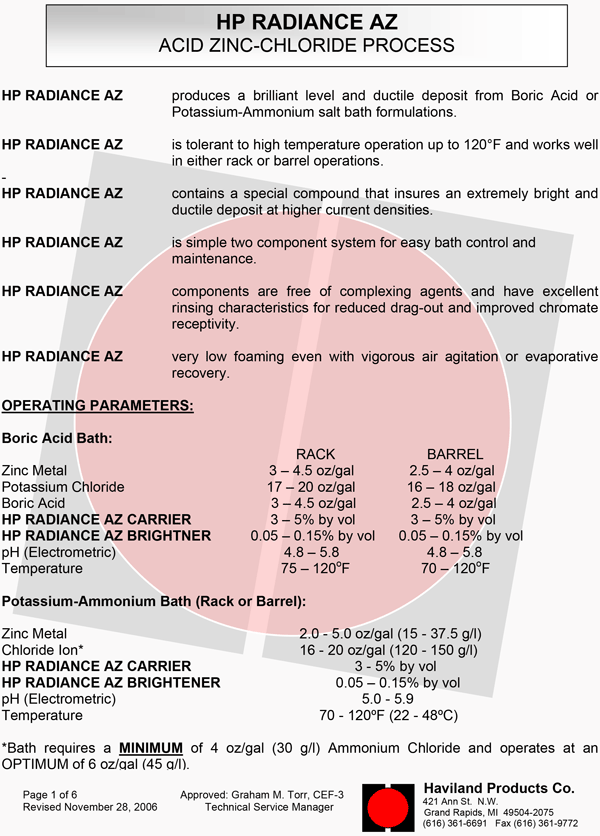 HP RADIANCE AZ
ACID ZINC-CHLORIDE PROCESS
HP RADIANCE AZ produces a brilliant level and ductile deposit from Boric Acid or
Potassium-Ammonium salt bath formulations.
HP RADIANCE AZ is tolerant to high temperature operation up to 120°F and works well
in either rack or barrel operations.
-
HP RADIANCE AZ contains a special compound that insures an extremely bright and
ductile deposit at higher current densities.
HP RADIANCE AZ is simple two component system for easy bath control and
maintenance.
HP RADIANCE AZ components are free of complexing agents and have excellent
rinsing characteristics for reduced drag-out and improved chromate
receptivity.
HP RADIANCE AZ very low foaming even with vigorous air agitation or evaporative
recovery.
OPERATING PARAMETERS:
Boric Acid Bath:
RACK BARREL
Zinc Metal 3 – 4.5 oz/gal 2.5 – 4 oz/gal
Potassium Chloride 17 – 20 oz/gal 16 – 18 oz/gal
Boric Acid 3 – 4.5 oz/gal 2.5 – 4 oz/gal
HP RADIANCE AZ CARRIER 3 – 5% by vol 3 – 5% by vol
HP RADIANCE AZ BRIGHTNER 0.05 – 0.15% by vol 0.05 – 0.15% by vol
pH (Electrometric) 4.8 – 5.8 4.8 – 5.8
Temperature 75 – 120°F 70 – 120°F
Potassium-Ammonium Bath (Rack or Barrel):
Zinc Metal 2.0 - 5.0 oz/gal (15 - 37.5 g/l)
Chloride Ion* 16 - 20 oz/gal (120 - 150 g/l)
HP RADIANCE AZ CARRIER 3 - 5% by vol
HP RADIANCE AZ BRIGHTENER 0.05 – 0.15% by vol
pH (Electrometric) 5.0 - 5.9
Temperature 70 - 120ºF (22 - 48ºC)
*Bath requires a MINIMUM of 4 oz/gal (30 g/l) Ammonium Chloride and operates at an
OPTIMUM of 6 oz/gal (45 g/l).
Page 1 of 6 Approved: Graham M. Torr, CEF-3
Revised November 28, 2006 Technical Service Manager
Haviland Products Co.
421 Ann St. N.W.
Grand Rapids, MI 49504-2075
(616) 361-6691 Fax (616) 361-9772